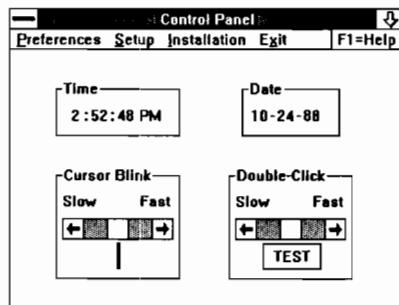 Control Panel
Preferences Setup Installation Exit F1=Help
Time
2:52:48 PM
Date
10-24-88
Cursor Blink
Slow Fast
Double-Click
Slow Fast
TEST